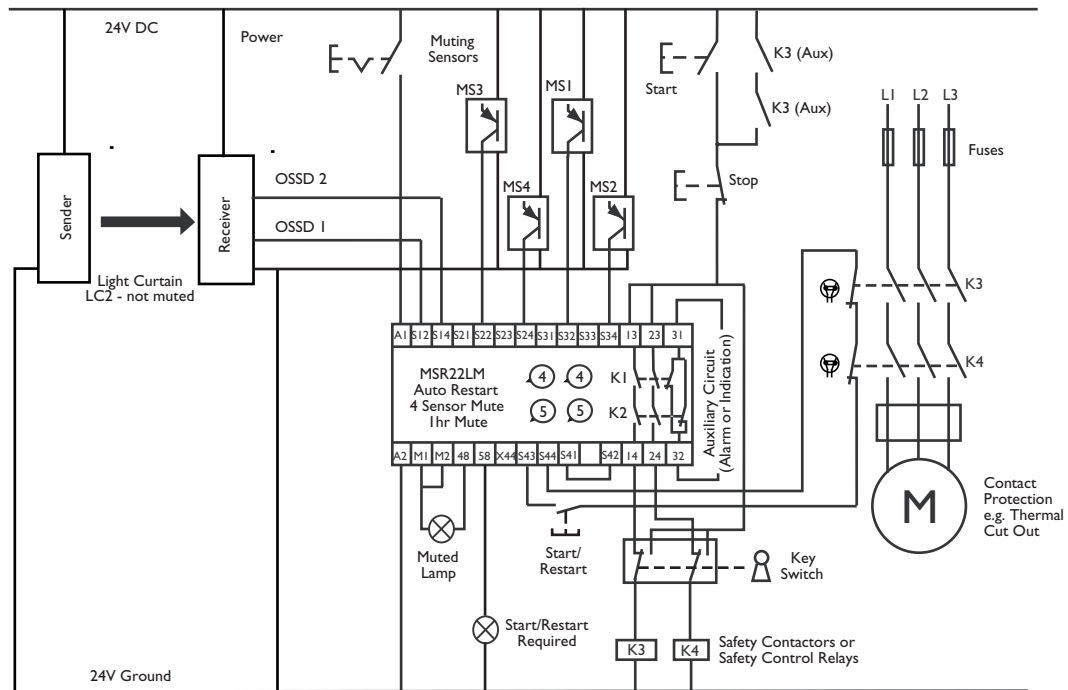 24V DC
Power
Muting
Sensors
MS3
MS1
MS4
MS2
Start
K3 (Aux)
K3 (Aux)
Stop
L1 L2 L3
Fuses
Sender
Receiver
OSSD 2
OSSD 1
Light Curtain
LC2 - not muted
K3
K4
A1 S12 S14 S21 S22 S23 S24 S31 S32 S33 S34 13 23 31
MSR22LM
Auto Restart
4 Sensor Mute
1hr Mute
4 4
5 5
K1
K2
Auxiliary Circuit
(Alarm or Indication)
A2 M1 M2 48 58 X44 S43 S44 S41 S42 14 24 32
Muted
Lamp
Start/
Restart
Key
Switch
M
Contact
Protection
e.g. Thermal
Cut Out
Start/Restart
Required
K3
K4
Safety Contactors or
Safety Control Relays
24V Ground